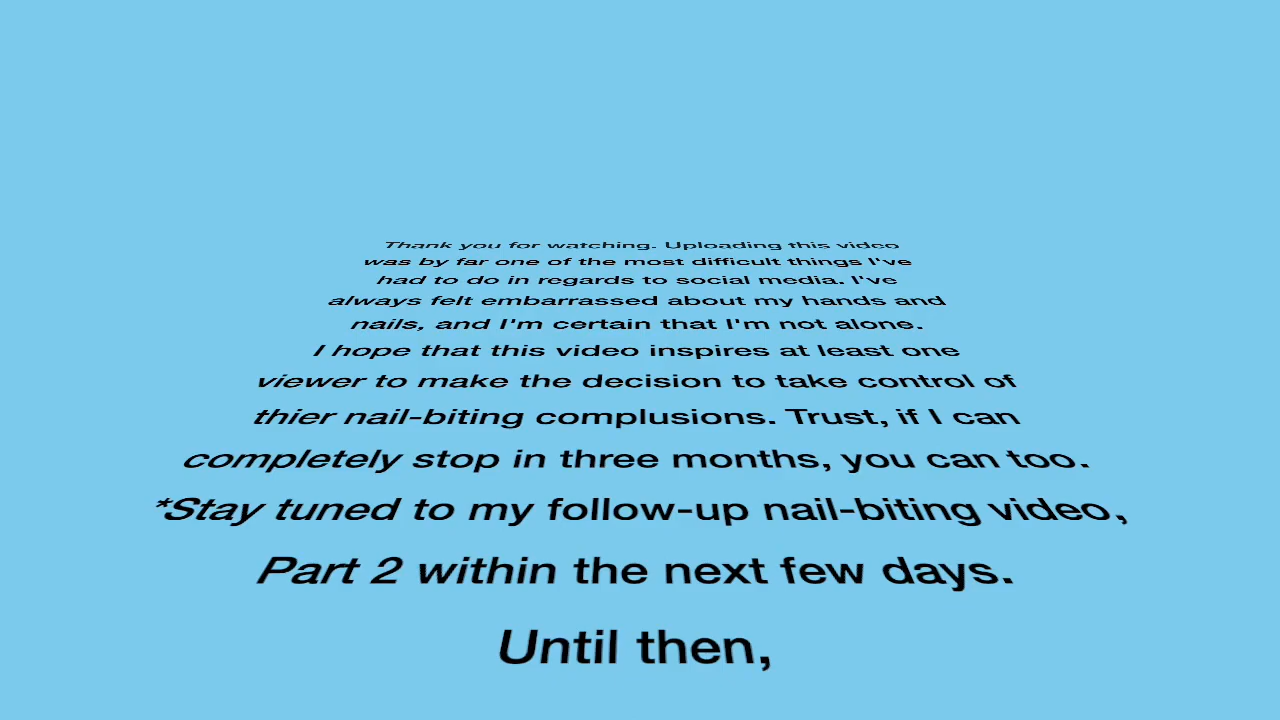 Thank you for watching. Uploading this video
was by far one of the most difficult things I've
had to do in regards to social media. I've
always felt embarrassed about my hands and
nails, and I'm certain that I'm not alone.
I hope that this video inspires at least one
viewer to make the decision to take control of
thier nail-biting complusions. Trust, if I can
completely stop in three months, you can too.
*Stay tuned to my follow-up nail-biting video,
Part 2 within the next few days.
Until then,